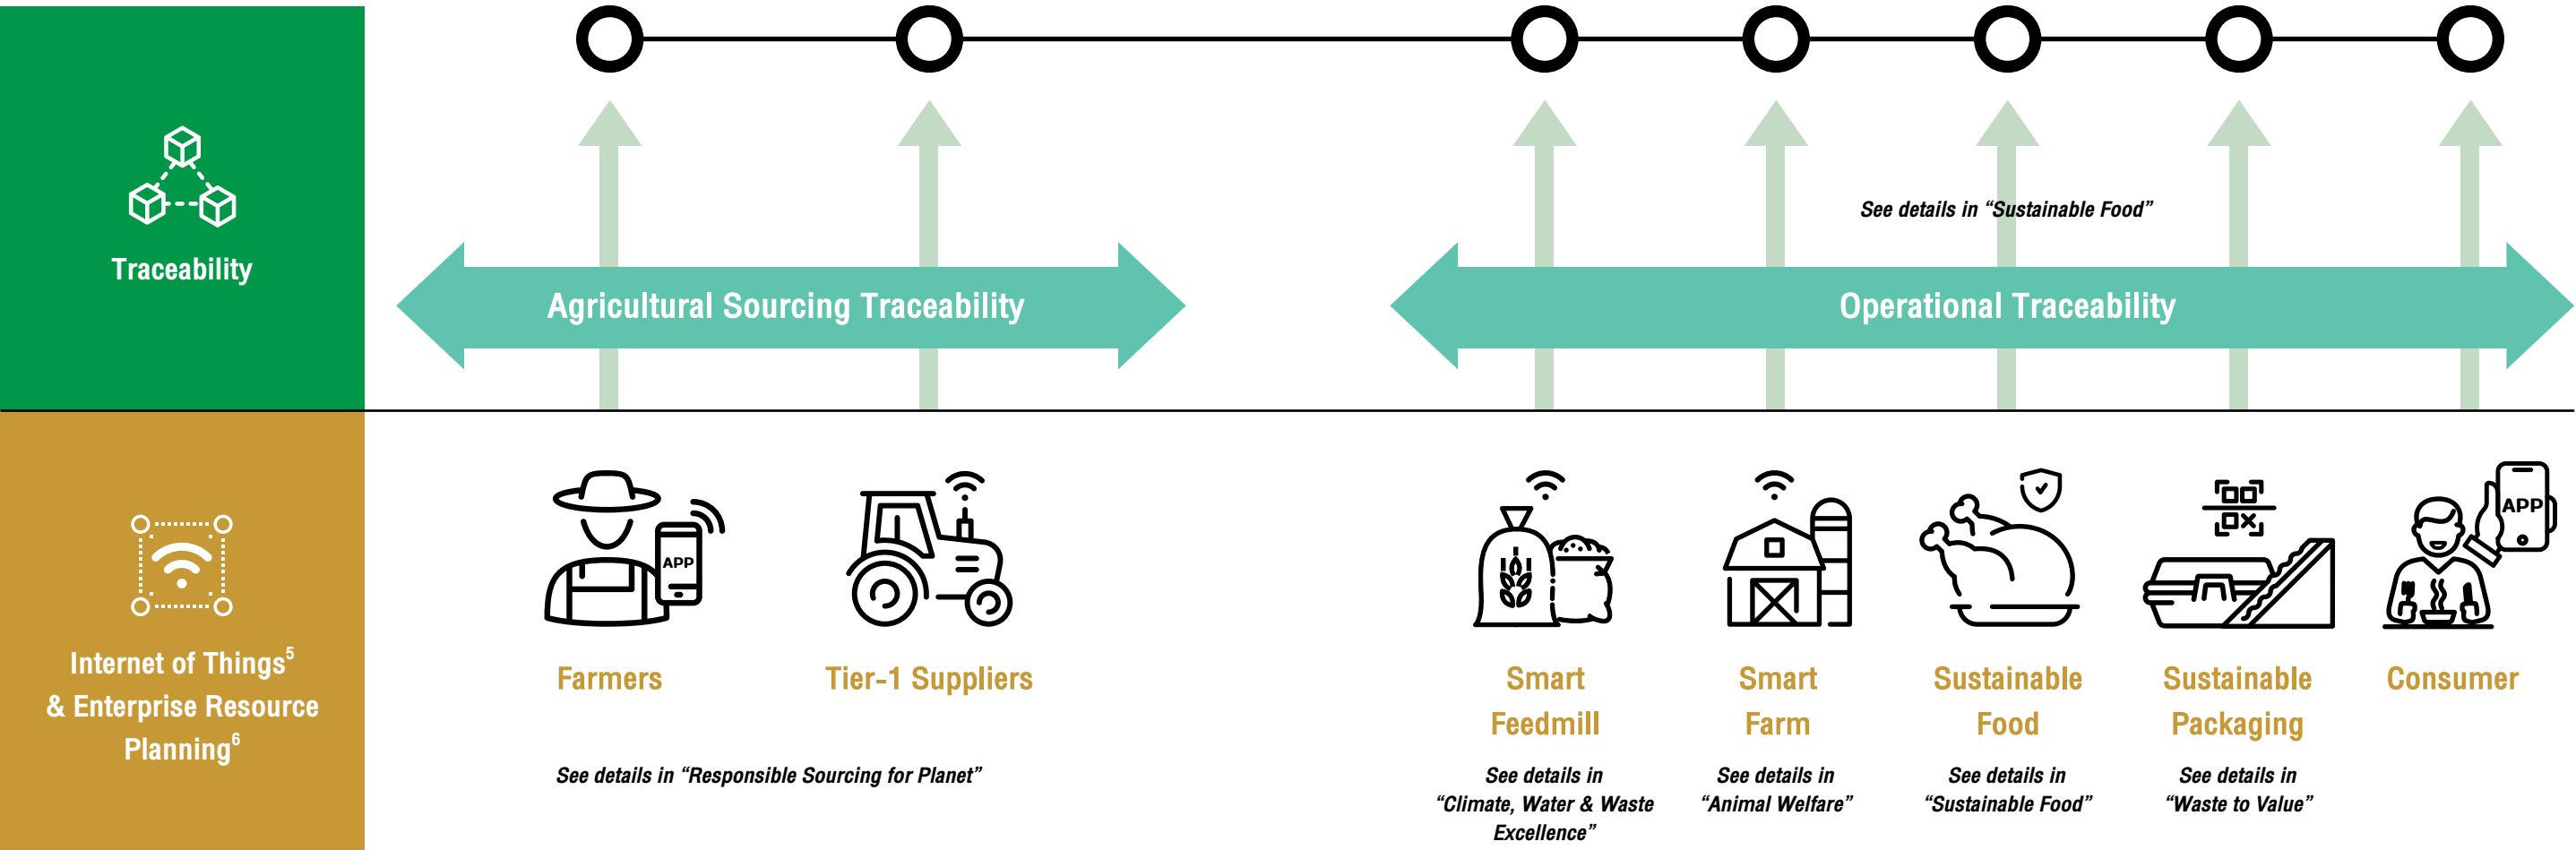 See details in “Sustainable Food”
Traceability
Agricultural Sourcing Traceability
Operational Traceability
APP
APP
Internet of Things5
& Enterprise Resource
Planning6
Farmers
Tier-1 Suppliers
Smart
Feedmill
Smart
Farm
Sustainable
Food
Sustainable
Packaging
Consumer
See details in “Responsible Sourcing for Planet”
See details in
“Climate, Water & Waste
Excellence”
See details in
“Animal Welfare”
See details in
“Sustainable Food”
See details in
“Waste to Value”